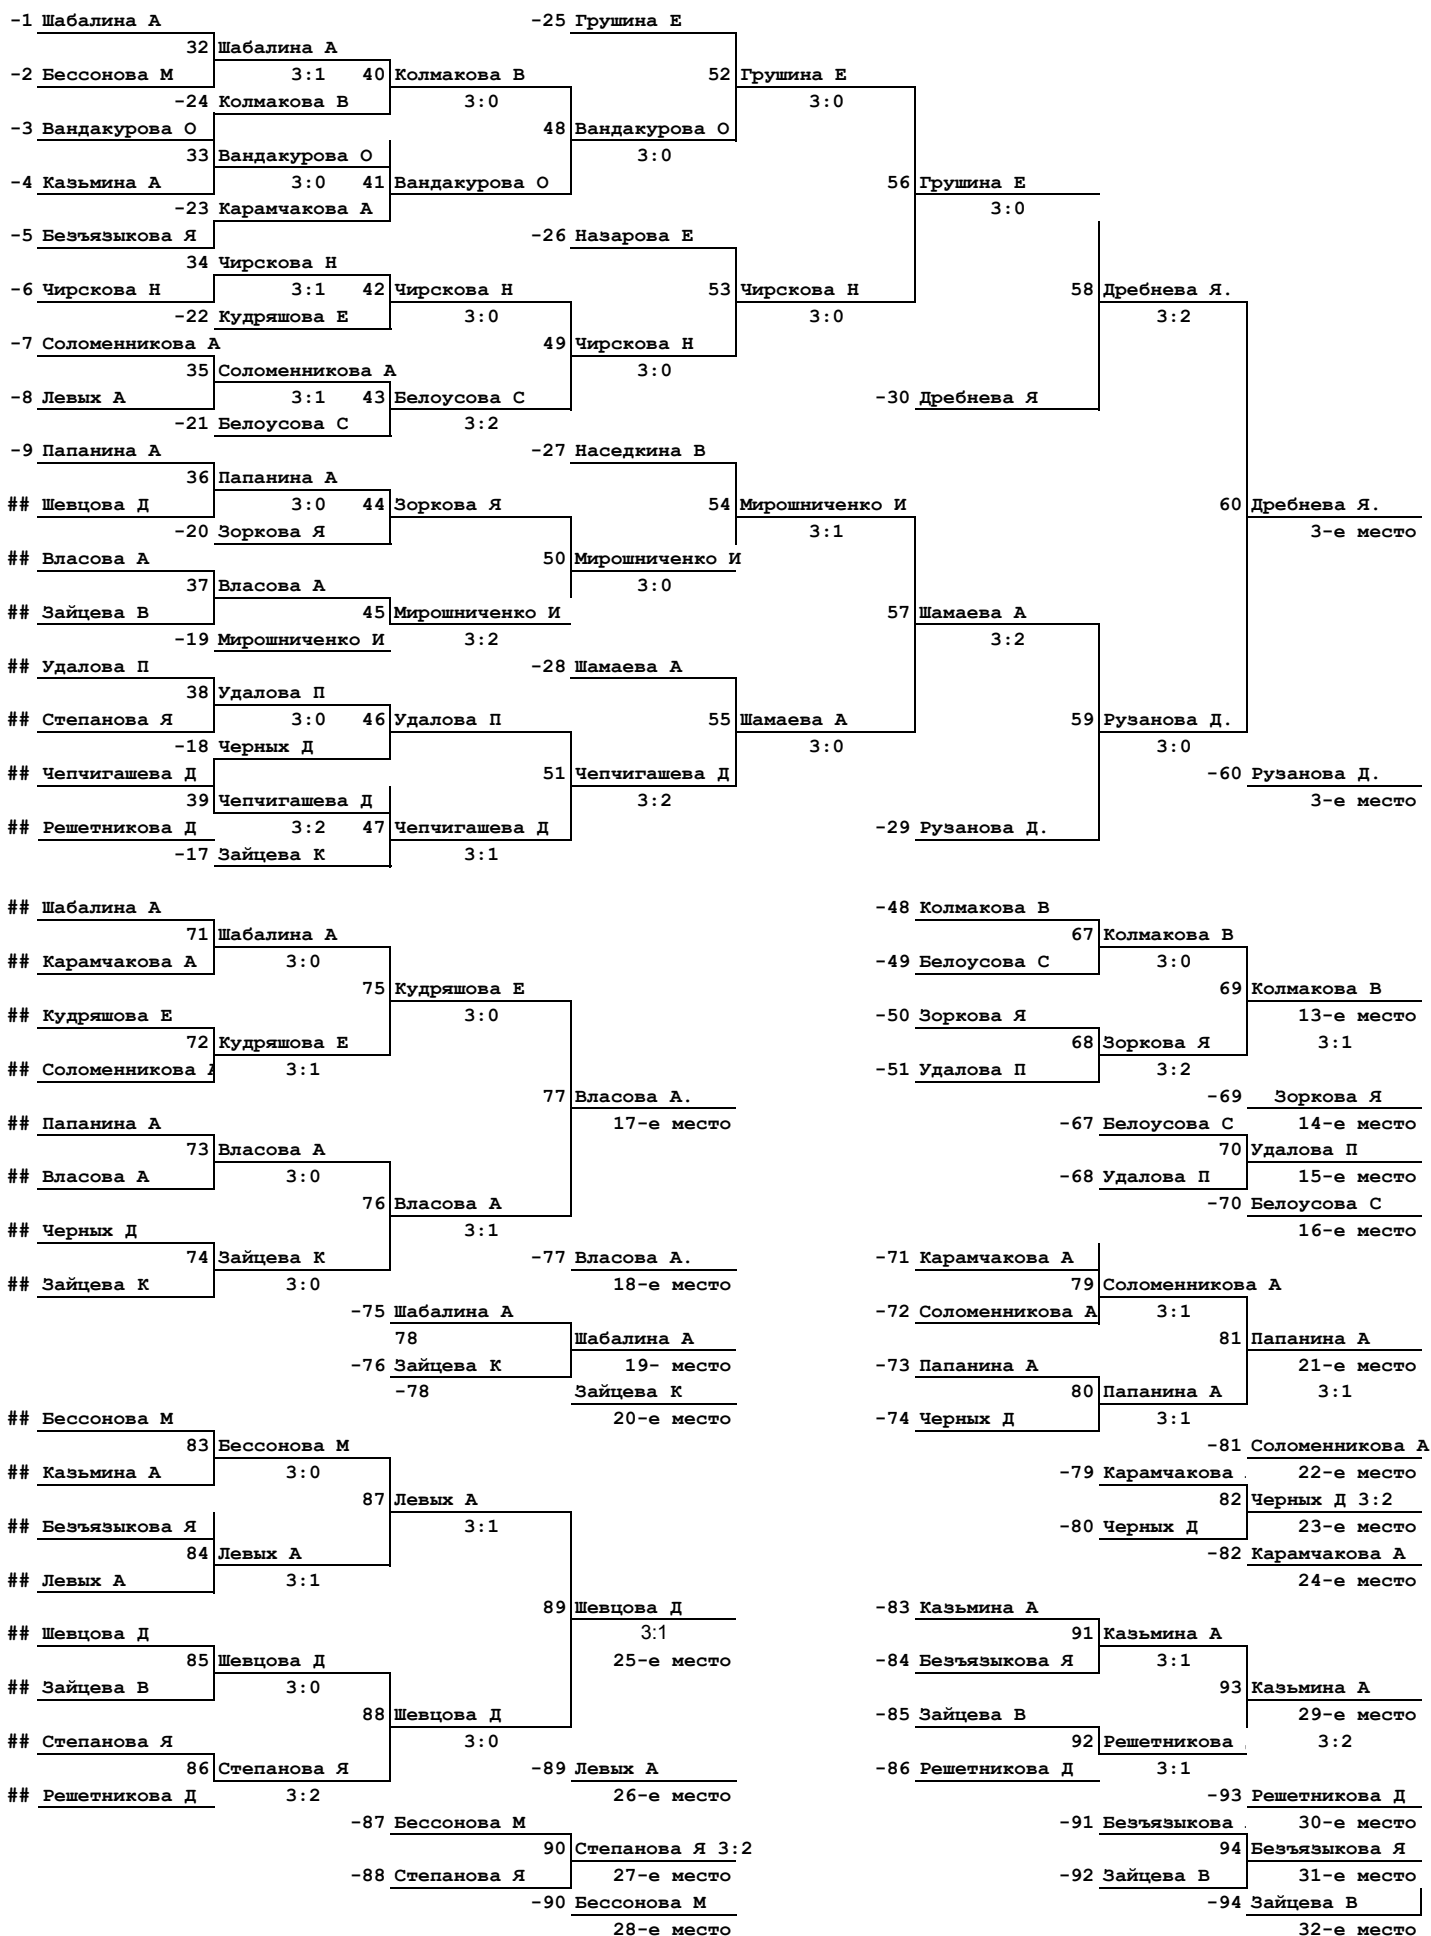 -1 Шабалина А -25 Грушина Е
32 Шабалина А
-2 Бессонова М 3:1 40 Колмакова В 52 Грушина Е
-24 Колмакова В 3:0 3:0
-3 Вандакурова О 48 Вандакурова О
33 Вандакурова О 3:0
-4 Казьмина А 3:0 41 Вандакурова О 56 Грушина Е
-23 Карамчакова А 3:0
-5 Безъязыкова Я -26 Назарова Е
34 Чирскова Н
-6 Чирскова Н 3:1 42 Чирскова Н 53 Чирскова Н 58 Дребнева Я.
-22 Кудряшова Е 3:0 3:0 3:2
-7 Соломенникова А 49 Чирскова Н
35 Соломенникова А 3:0
-8 Левых А 3:1 43 Белоусова С -30 Дребнева Я
-21 Белоусова С 3:2
-9 Папанина А -27 Наседкина В
36 Папанина А
## Шевцова Д 3:0 44 Зоркова Я 54 Мирошниченко И 60 Дребнева Я.
-20 Зоркова Я 3:1 3-е место
## Власова А 50 Мирошниченко И
37 Власова А 3:0
## Зайцева В 45 Мирошниченко И 57 Шамаева А
-19 Мирошниченко И 3:2 3:2
## Удалова П -28 Шамаева А
38 Удалова П
## Степанова Я 3:0 46 Удалова П 55 Шамаева А 59 Рузанова Д.
-18 Черных Д 3:0 3:0
## Чепчигашева Д 51 Чепчигашева Д -60 Рузанова Д.
39 Чепчигашева Д 3:2 3-е место
## Решетникова Д 3:2 47 Чепчигашева Д -29 Рузанова Д.
-17 Зайцева К 3:1
## Шабалина А -48 Колмакова В
71 Шабалина А 67 Колмакова В
## Карамчакова А 3:0 -49 Белоусова С 3:0
75 Кудряшова Е 69 Колмакова В
## Кудряшова Е 3:0 -50 Зоркова Я 13-е место
72 Кудряшова Е 68 Зоркова Я 3:1
## Соломенникова 3:1 -51 Удалова П 3:2
77 Власова А. -69 Зоркова Я
## Папанина А 17-е место -67 Белоусова С 14-е место
73 Власова А 70 Удалова П
## Власова А 3:0 -68 Удалова П 15-е место
76 Власова А -70 Белоусова С
## Черных Д 3:1 16-е место
74 Зайцева К -77 Власова А. -71 Карамчакова А
## Зайцева К 3:0 18-е место 79 Соломенникова А
-75 Шабалина А -72 Соломенникова А 3:1
78 Шабалина А 81 Папанина А
-76 Зайцева К 19- место -73 Папанина А 21-е место
-78 Зайцева К 80 Папанина А 3:1
## Бессонова М 20-е место -74 Черных Д 3:1
83 Бессонова М -81 Соломенникова А
## Казьмина А 3:0 -79 Карамчакова 22-е место
87 Левых А 82 Черных Д 3:2
## Безъязыкова Я 3:1 -80 Черных Д 23-е место
84 Левых А -82 Карамчакова А
## Левых А 3:1 24-е место
89 Шевцова Д -83 Казьмина А
## Шевцова Д 3:1 91 Казьмина А
85 Шевцова Д 25-е место -84 Безъязыкова Я 3:1
## Зайцева В 3:0 93 Казьмина А
88 Шевцова Д -85 Зайцева В 29-е место
## Степанова Я 3:0 92 Решетникова 3:2
86 Степанова Я -89 Левых А -86 Решетникова Д 3:1
## Решетникова Д 3:2 26-е место -93 Решетникова Д
-87 Бессонова М -91 Безъязыкова 30-е место
90 Степанова Я 3:2 94 Безъязыкова Я
-88 Степанова Я 27-е место -92 Зайцева В 31-е место
-90 Бессонова М -94 Зайцева В
28-е место 32-е место